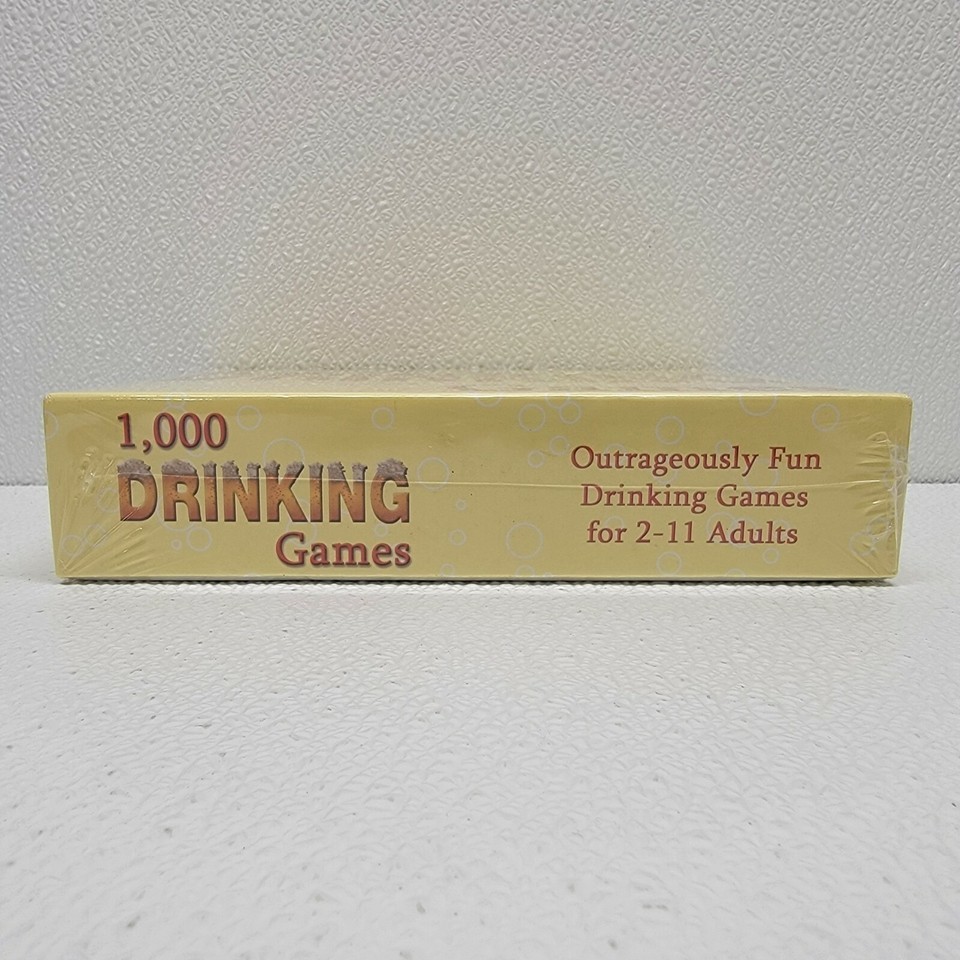 1,000
DRINKING
Games
Outrageously Fun
Drinking Games
for 2-11 Adults